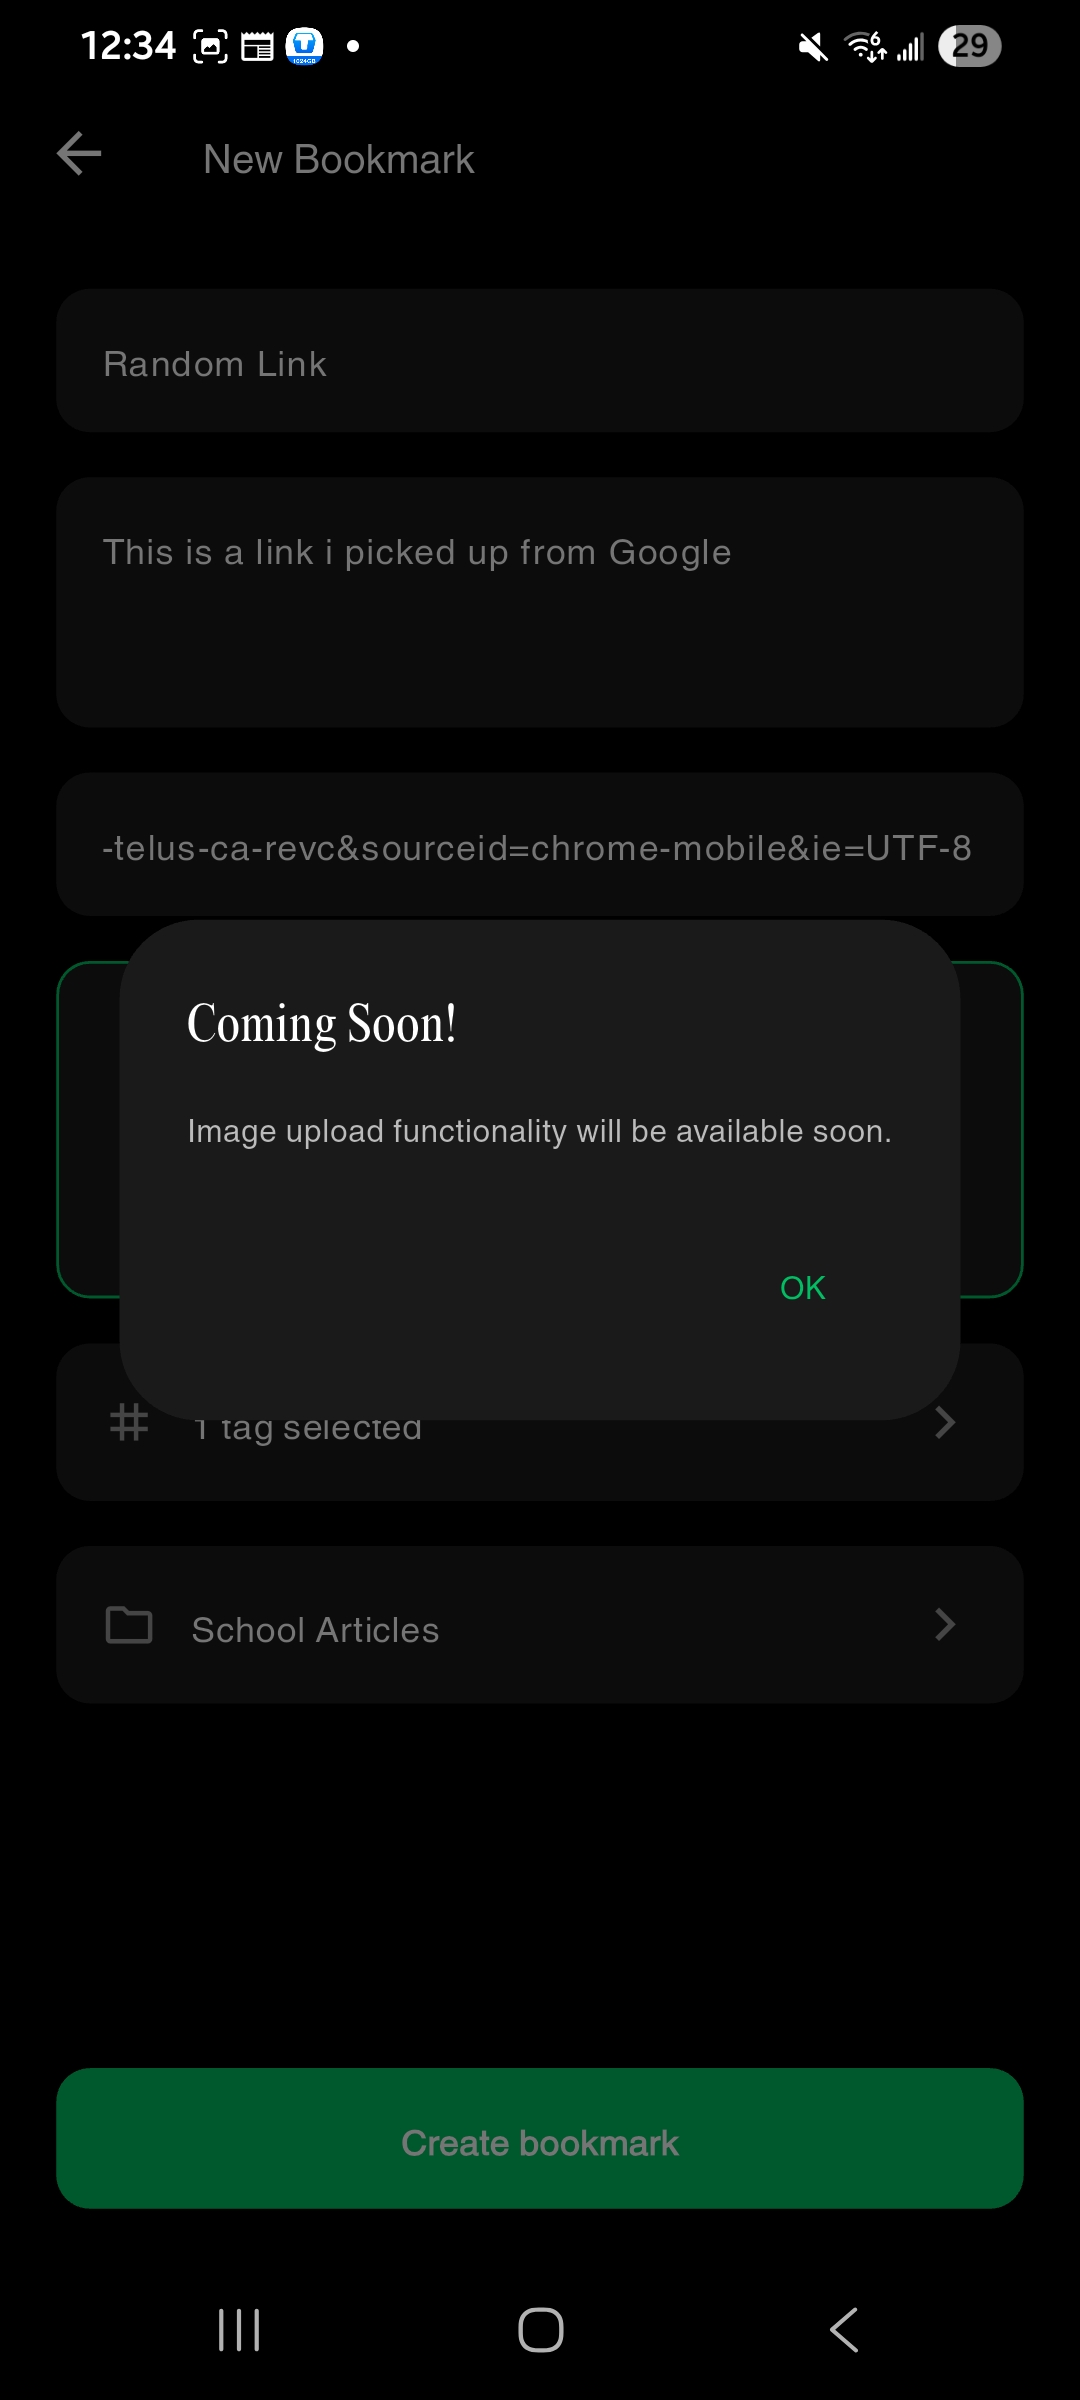 12:34
29
New Bookmark
Random Link
This is a link i picked up from Google
-telus-ca-revc&sourceid=chrome-mobile&ie=UTF-8
Coming Soon!
Image upload functionality will be available soon.
OK
1 tag selected
School Articles
Create bookmark